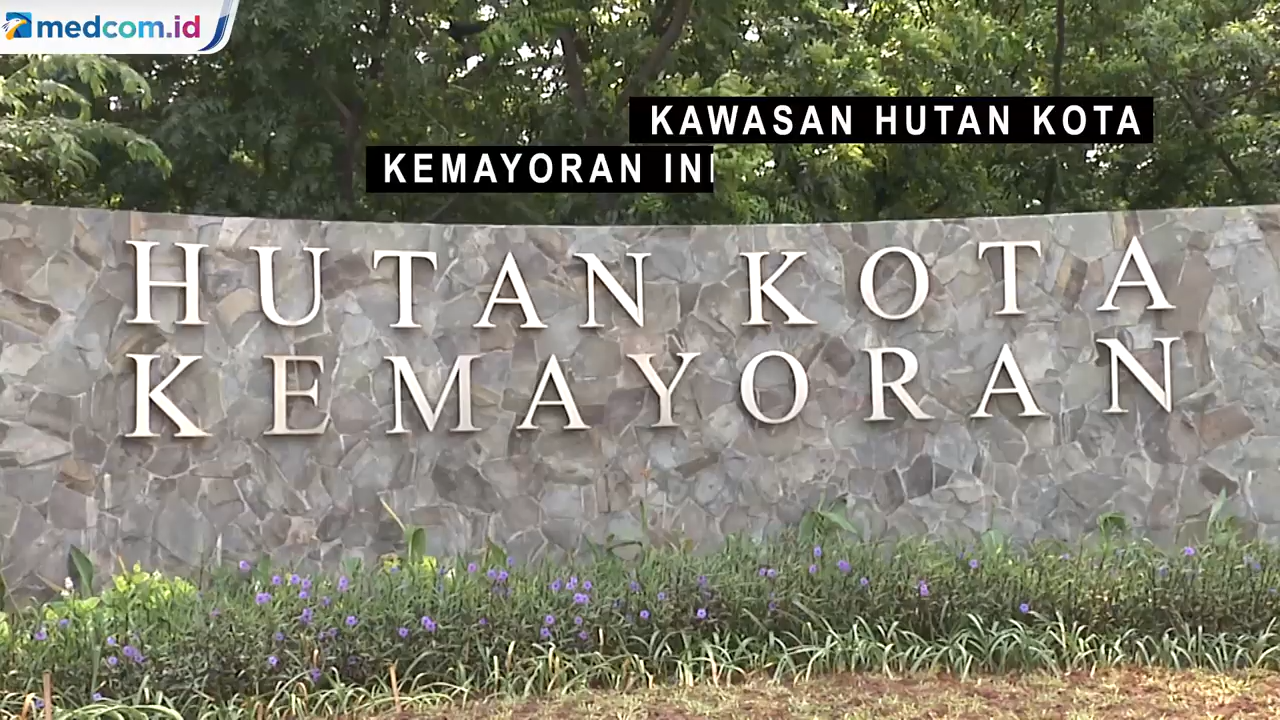 medcom.id
KAWASAN HUTAN KOTA
KEMAYORAN INI
HUTAN KOTA
KEMAYORAN